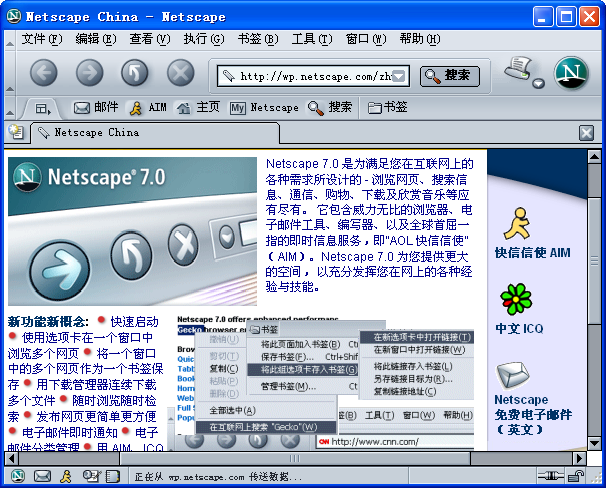 Netscape China - Netscape
文件(F) 编辑(E) 查看(V) 执行(G) 书签(B) 工具(T) 窗口(W) 帮助(H)
http://wp.netscape.com/zh 搜索
邮件 AIM 主页 My Netscape 搜索 书签
Netscape China
Netscape® 7.0
Netscape 7.0 是为满足您在互联网上的
各种需求所设计的 - 浏览网页、搜索信
息、通信、购物、下载及欣赏音乐等应
有尽有。 它包含威力无比的浏览器、电
子邮件工具、编写器、以及全球首屈一
指的即时信息服务，即"AOL 快信信使"
（ AIM ）。Netscape 7.0 为您提供更大
的空间，以充分发挥您在网上的各种经
验与技能。
新功能新概念: 快速启动
使用选项卡在一个窗口中
浏览多个网页 将一个窗口
中的多个网页作为一个书签保
存 用下载管理器连续下载
多个文件 随时浏览随时检
索 发布网页更简单更方便
电子邮件即时通知 电子
邮件分类管理 用 AIM、ICQ
Netscape 7.0 offers enhanced performance
Gecko browser
撤销(U)
剪切(T)
复制(C)
粘贴(P)
删除(D)
全部选中(A)
在互联网上搜索 "Gecko"(W)
书签
将此页面加入书签(B)
保存书签(F)... Ctrl+Shif
将此组选项卡存入书签(G)
管理书签(M)...
在新选项卡中打开链接(T)
在新窗口中打开链接(W)
将此链接存入书签(L)
另存链接目标为(R)...
复制链接地址(C)
工具(T) 窗口(W) 帮助(H)
CNN http://www.cnn.com/
快信信使 AIM
中文 ICQ
Netscape
免费电子邮件
（ 英文 ）
正在从 wp.netscape.com 传送数据...